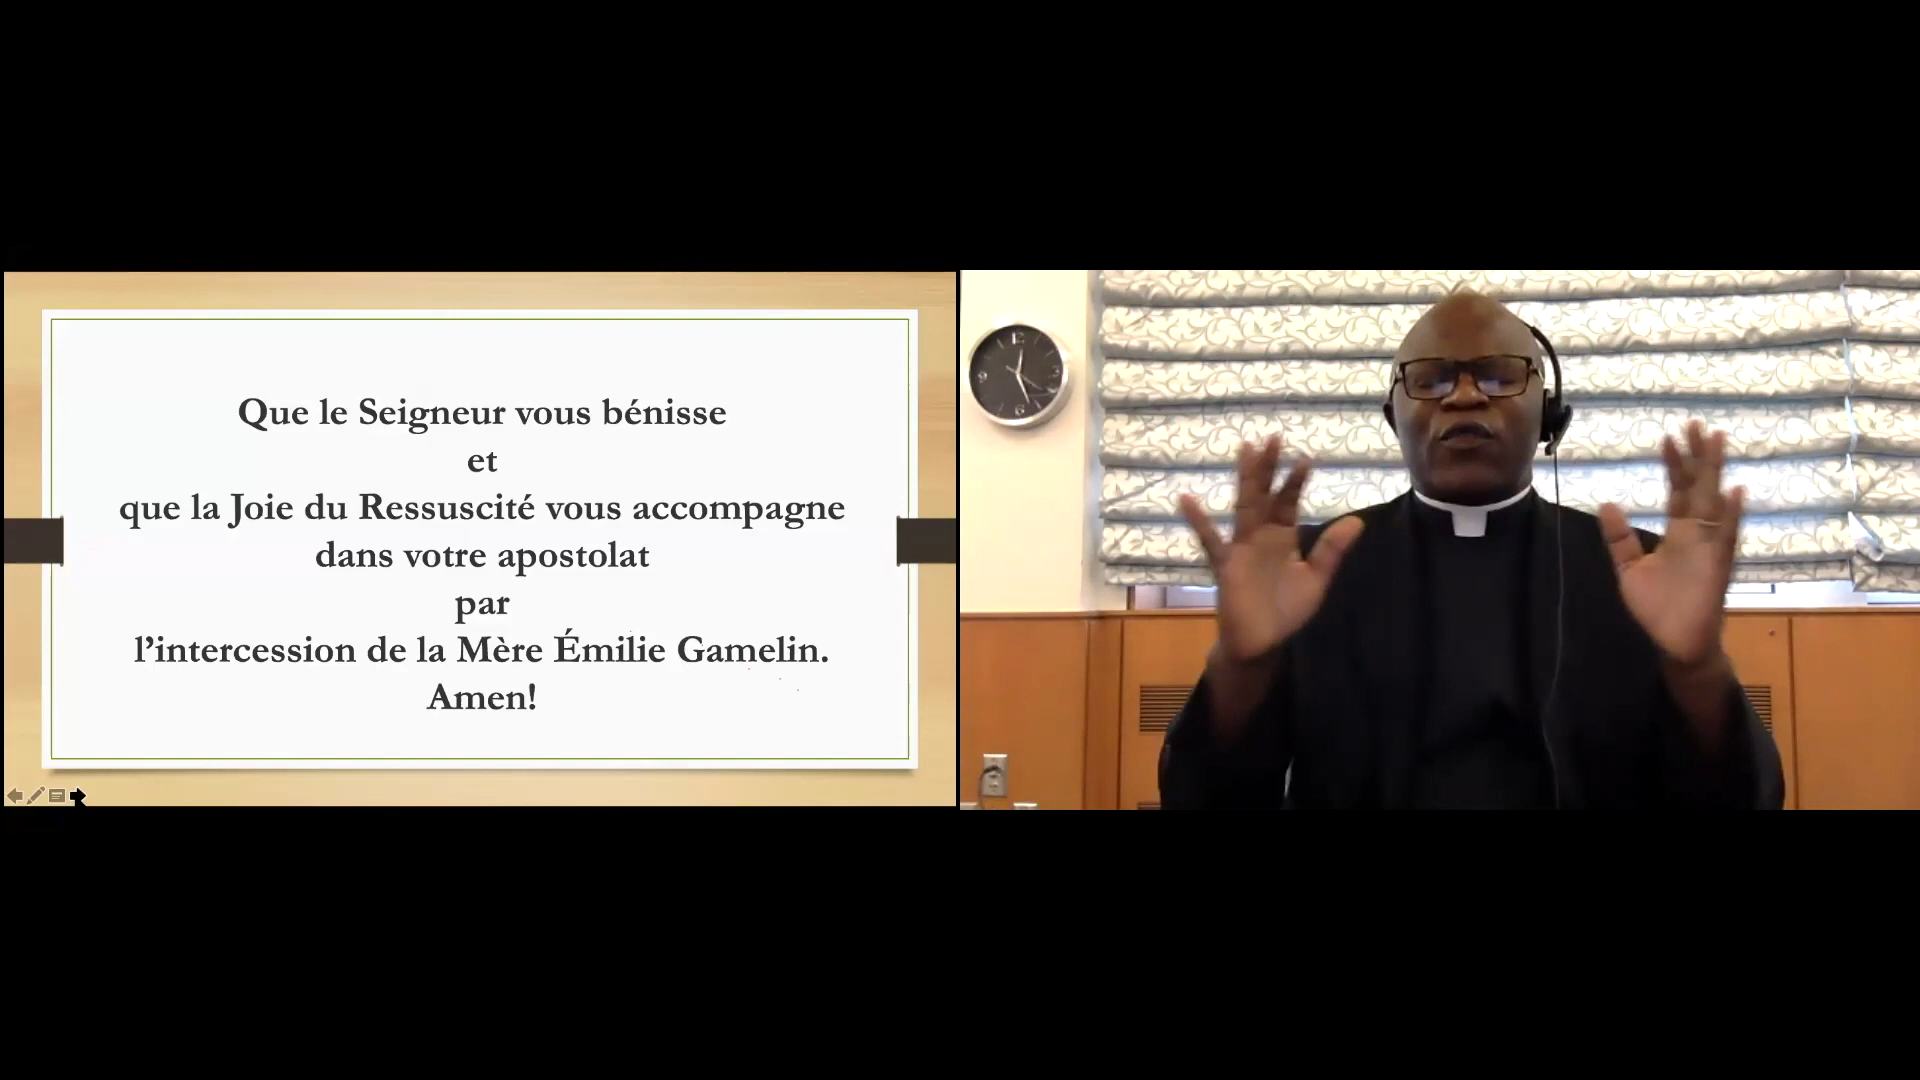 Que le Seigneur vous bénisse
et
que la Joie du Ressuscité vous accompagne
dans votre apostolat
par
l’intercession de la Mère Émilie Gamelin.
Amen!